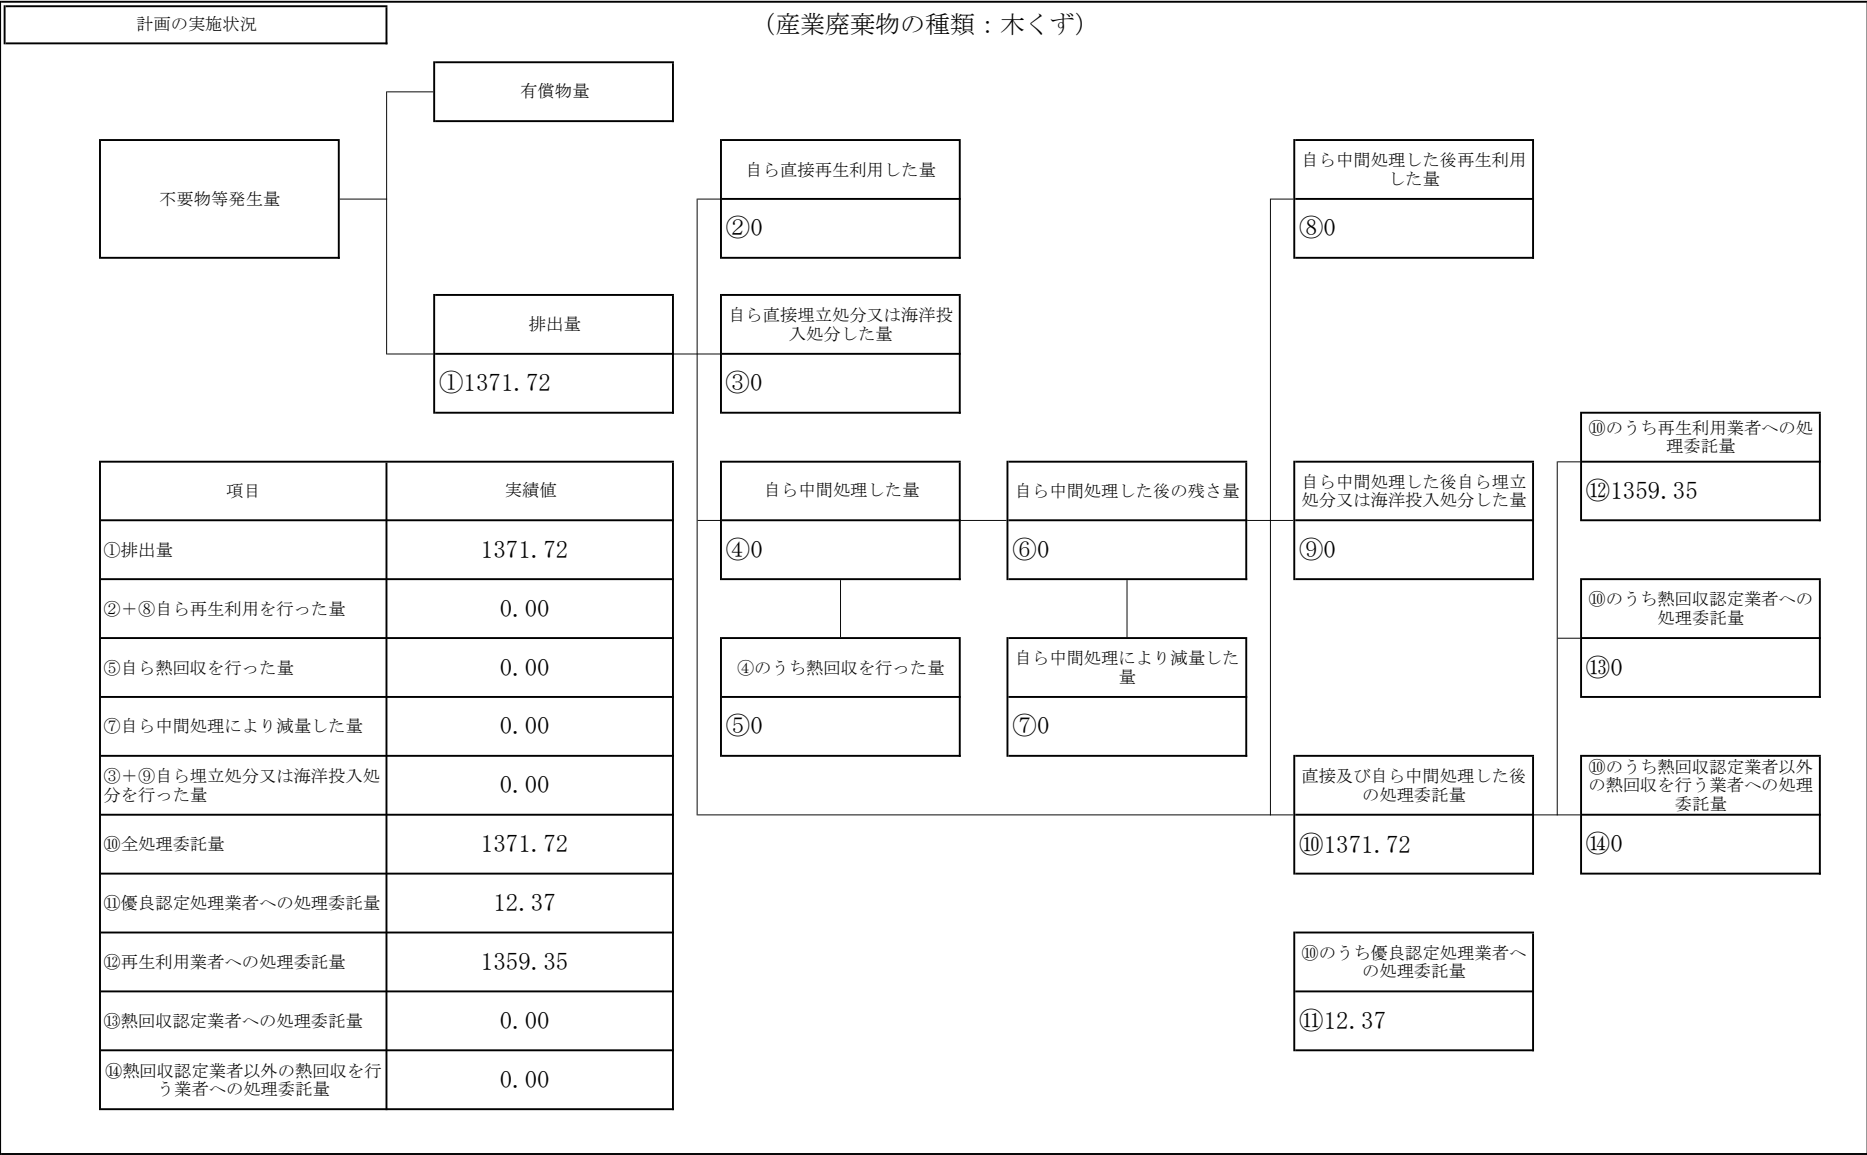 計画の実施状況
（産業廃棄物の種類：木くず）
有償物量
不要物等発生量
自ら直接再生利用した量
②0
自ら中間処理した後再生利用
した量
⑧0
排出量
①1371.72
自ら直接埋立処分又は海洋投
入処分した量
③0
⑩のうち再生利用業者への処
理委託量
⑫1359.35
自ら中間処理した量
④0
自ら中間処理した後の残さ量
⑥0
自ら中間処理した後自ら埋立
処分又は海洋投入処分した量
⑨0
⑩のうち熱回収認定業者への
処理委託量
⑬0
④のうち熱回収を行った量
⑤0
自ら中間処理により減量した
量
⑦0
直接及び自ら中間処理した後
の処理委託量
⑩1371.72
⑩のうち熱回収認定業者以外
の熱回収を行う業者への処理
委託量
⑭0
⑩のうち優良認定処理業者へ
の処理委託量
⑪12.37
項目 実績値
①排出量 1371.72
②＋⑧自ら再生利用を行った量 0.00
⑤自ら熱回収を行った量 0.00
⑦自ら中間処理により減量した量 0.00
③＋⑨自ら埋立処分又は海洋投入処
分を行った量 0.00
⑩全処理委託量 1371.72
⑪優良認定処理業者への処理委託量 12.37
⑫再生利用業者への処理委託量 1359.35
⑬熱回収認定業者への処理委託量 0.00
⑭熱回収認定業者以外の熱回収を行
う業者への処理委託量 0.00